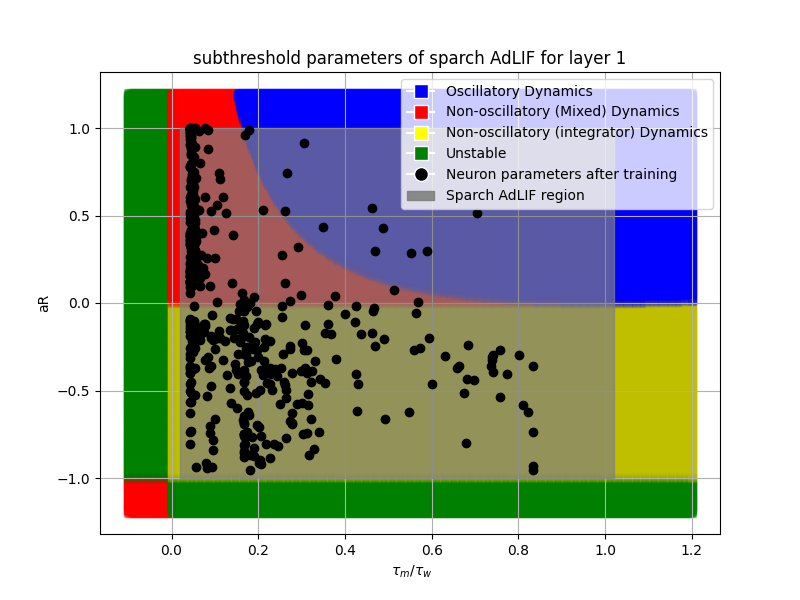 subthreshold parameters of sparch AdLIF for layer 1
Oscillatory Dynamics
Non-oscillatory (Mixed) Dynamics
Non-oscillatory (integrator) Dynamics
Unstable
Neuron parameters after training
Sparch AdLIF region
aR
1.0
0.5
0.0
−0.5
−1.0
0.0 0.2 0.4 0.6 0.8 1.0 1.2
τm/τw